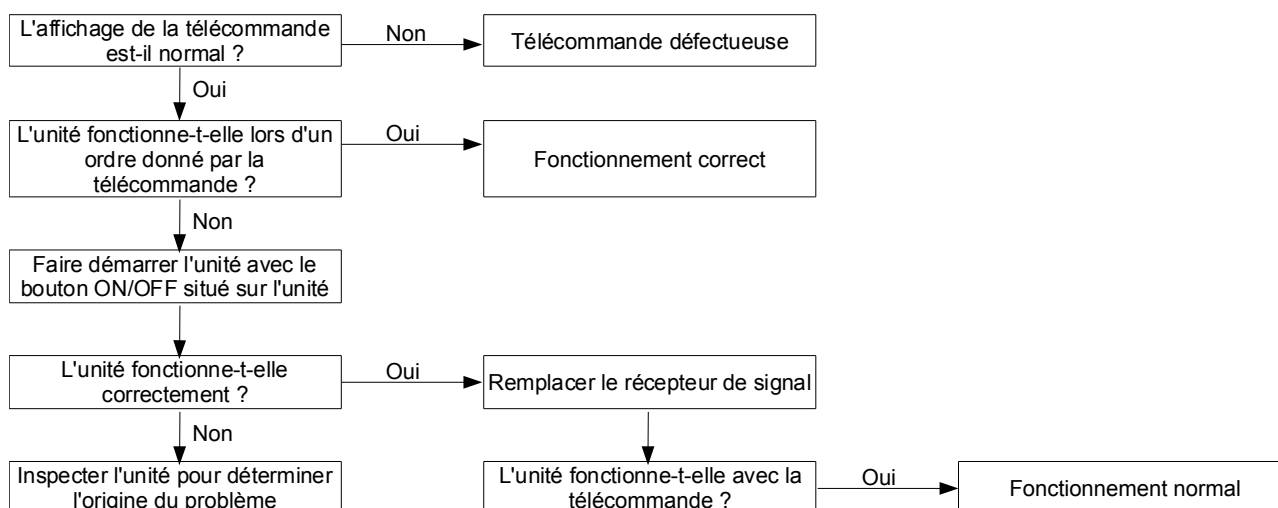 L'affichage de la télécommande
est-il normal ?
Non
Télécommande défectueuse
Oui
L'unité fonctionne-t-elle lors d'un
ordre donné par la
télécommande ?
Oui
Fonctionnement correct
Non
Faire démarrer l'unité avec le
bouton ON/OFF situé sur l'unité
L'unité fonctionne-t-elle
correctement ?
Oui
Remplacer le récepteur de signal
Non
Inspecter l'unité pour déterminer
l'origine du problème
L'unité fonctionne-t-elle avec la
télécommande ?
Oui
Fonctionnement normal